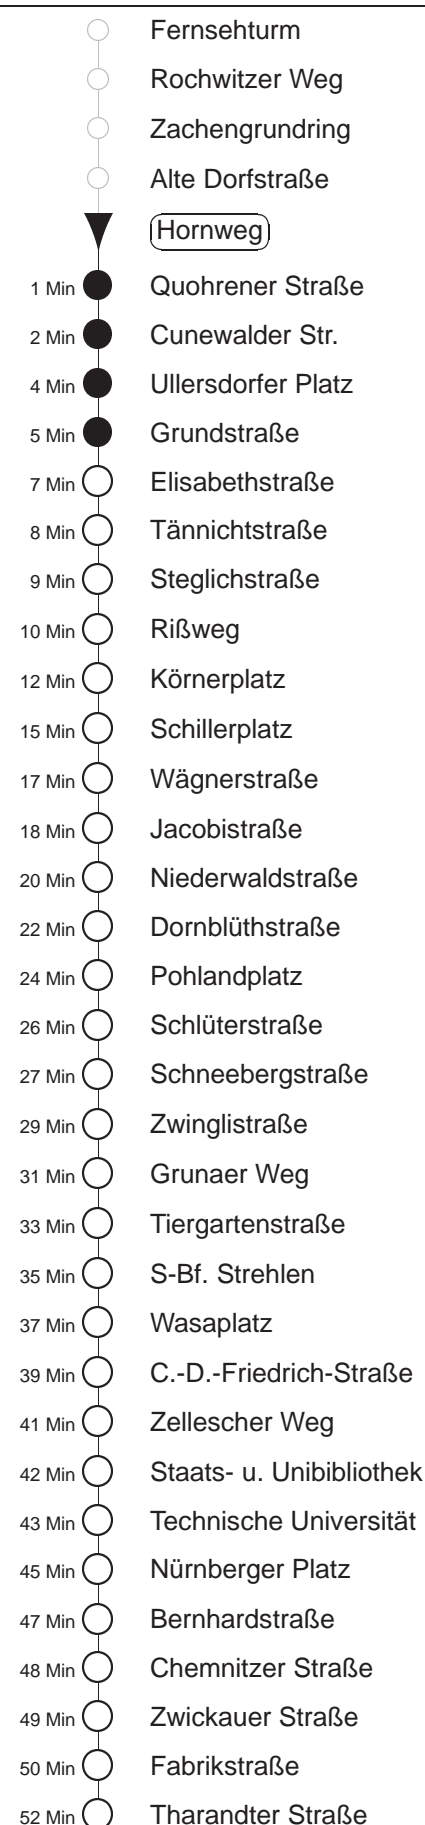 Fernsehturm
Rochwitzer Weg
Zachengrundring
Alte Dorfstraße
Hornweg
1 Min Quohrener Straße
2 Min Cunewalder Str.
4 Min Ullersdorfer Platz
5 Min Grundstraße
7 Min Elisabethstraße
8 Min Tännichtstraße
9 Min Steglichstraße
10 Min Rißweg
12 Min Körnerplatz
15 Min Schillerplatz
17 Min Wägnerstraße
18 Min Jacobistraße
20 Min Niederwaldstraße
22 Min Dornblüthstraße
24 Min Pohlandplatz
26 Min Schlüterstraße
27 Min Schneebergstraße
29 Min Zwinglistraße
31 Min Grunaer Weg
33 Min Tiergartenstraße
35 Min S-Bf. Strehlen
37 Min Wasaplatz
39 Min C.-D.-Friedrich-Straße
41 Min Zellescher Weg
42 Min Staats- u. Unibibliothek
43 Min Technische Universität
45 Min Nürnberger Platz
47 Min Bernhardstraße
48 Min Chemnitzer Straße
49 Min Zwickauer Straße
50 Min Fabrikstraße
52 Min Tharandter Straße